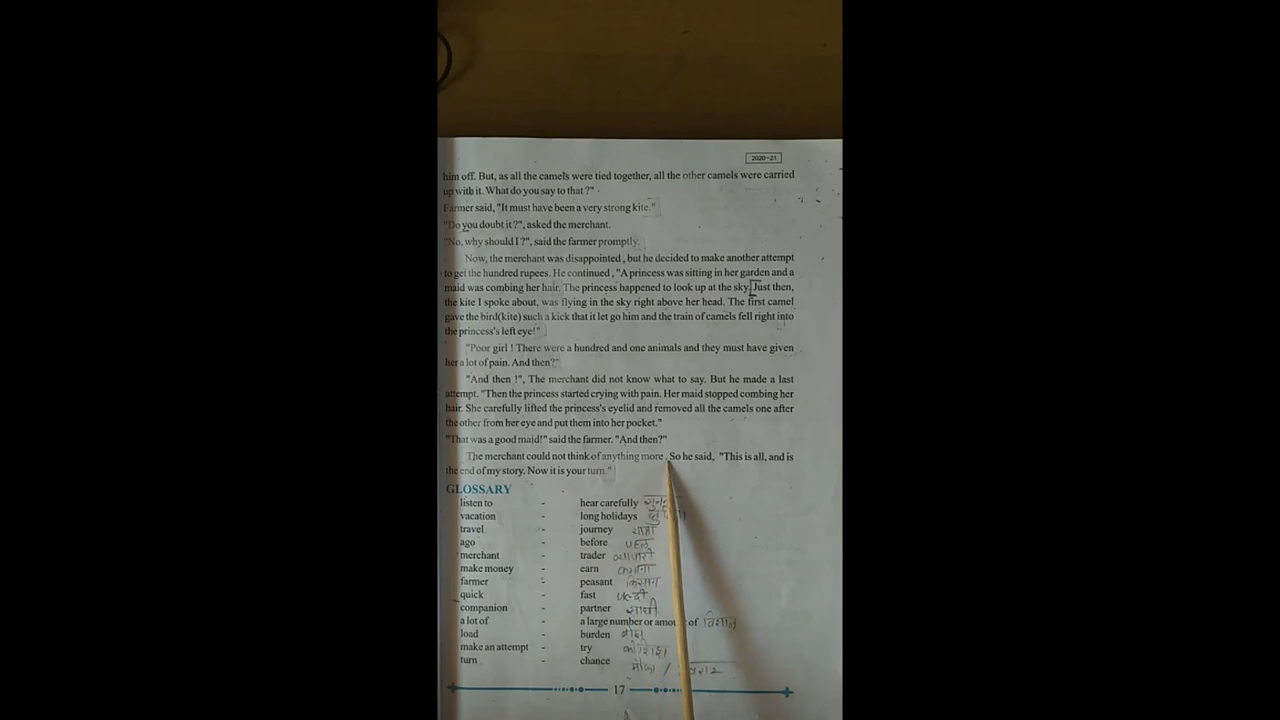 2020-21
him off. But, as all the camels were tied together, all the other camels were carried
up with it. What do you say to that ?"
Farmer said, "It must have been a very strong kite."
"Do you doubt it ?", asked the merchant.
"No, why should I ?", said the farmer promptly.
Now, the merchant was disappointed , but he decided to make another attempt
to get the hundred rupees. He continued , "A princess was sitting in her garden and a
maid was combing her hair. The princess happened to look up at the sky. Just then,
the kite I spoke about, was flying in the sky right above her head. The first camel
gave the bird(kite) such a kick that it let go him and the train of camels fell right into
the princess's left eye!"
"Poor girl ! There were a hundred and one animals and they must have given
her a lot of pain. And then?"
"And then !", The merchant did not know what to say. But he made a last
attempt. "Then the princess started crying with pain. Her maid stopped combing her
hair. She carefully lifted the princess's eyelid and removed all the camels one after
the other from her eye and put them into her pocket."
"That was a good maid!" said the farmer. "And then?"
The merchant could not think of anything more . So he said, "This is all, and is
the end of my story. Now it is your turn."
GLOSSARY
listen to - hear carefully
vacation - long holidays
travel - journey यात्रा
ago - before पहले
merchant - trader व्यापारी
make money - earn कमाना
farmer - peasant किसान
quick - fast जल्दी
companion - partner साथी
a lot of - a large number or amou of विशाल
load - burden बोझ
make an attempt - try कोशिश
turn - chance मौका /
17